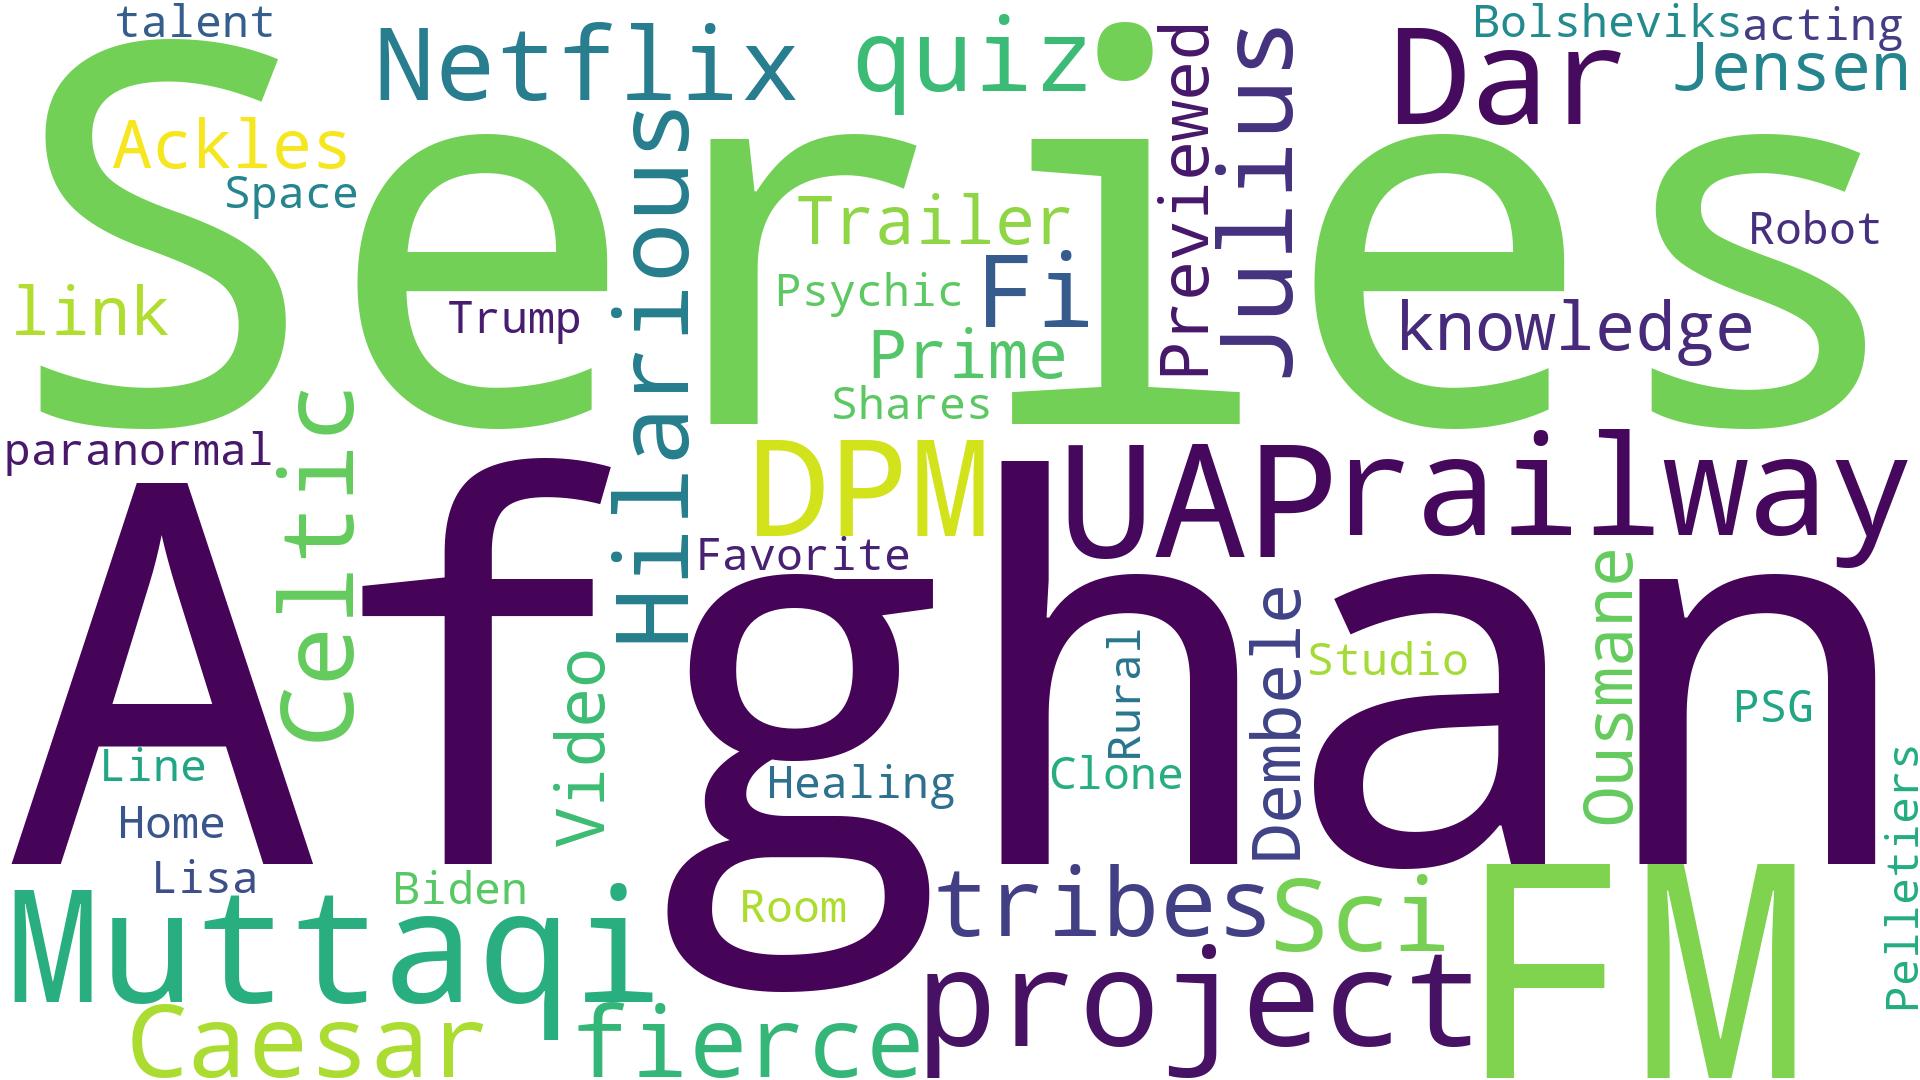 talent
Netflix
quiz
Previewed
Julius
Dar
Bolsheviks
acting
Jensen
Series
Ackles
Space
Hilarious
Trailer
Robot
link
Trump
Psychic
Fi
knowledge
Prime
Shares
paranormal
Celtic
DPM
UAP
railway
Afghan
Favorite
Video
Rural
Dembele
Studio
Ousmane
PSG
Line
Healing
Clone
Pelletiers
Home
Lisa
Biden
Room
tribes
Sci
FM
Muttaqi
project
Caesar
fierce